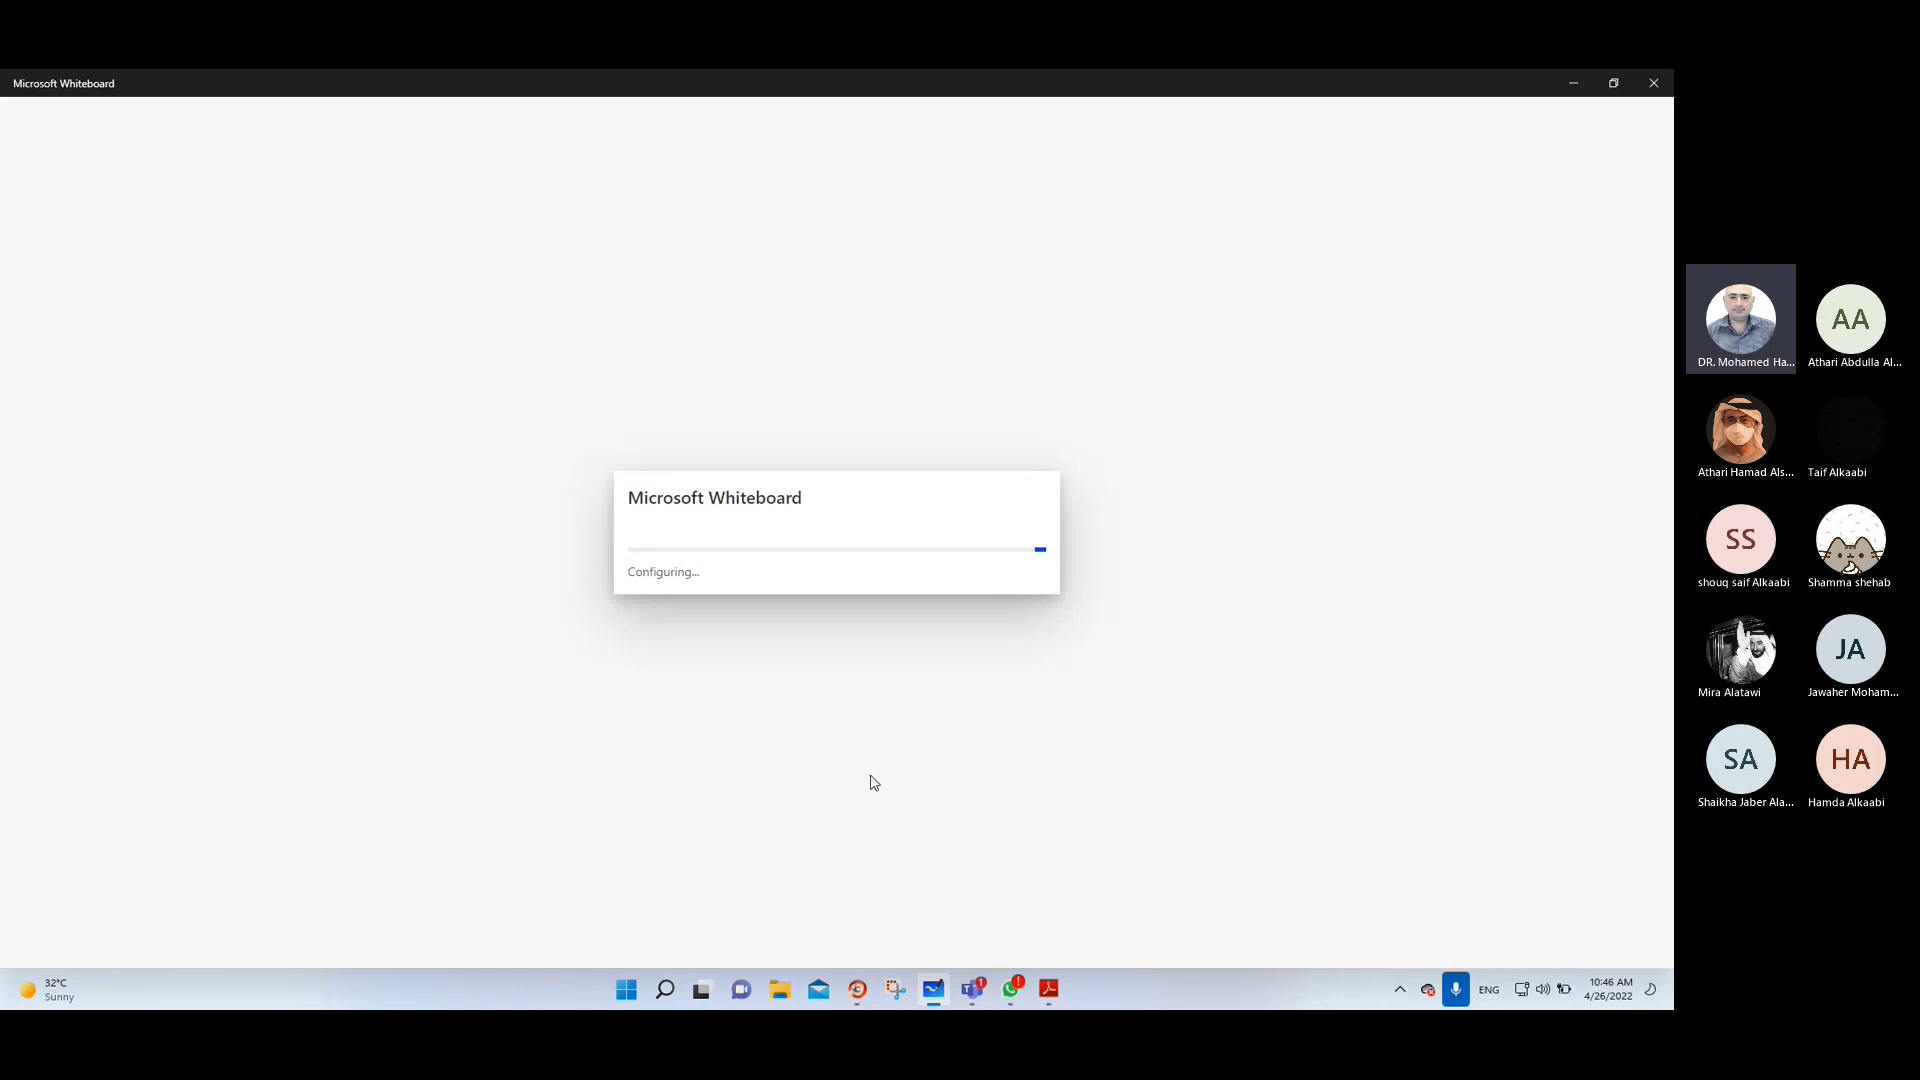 Microsoft Whiteboard
Microsoft Whiteboard
Configuring...
DR. Mohamed Ha...
AA
Athari Abdulla Al...
Athari Hamad Als...
Taif Alkaabi
SS
shouq saif Alkaabi
Shamma shehab
Mira Alatawi
JA
Jawaher Moham...
SA
Shaikha Jaber Ala...
HA
Hamda Alkaabi
32°C
Sunny
1
!
ENG
10:46 AM
4/26/2022